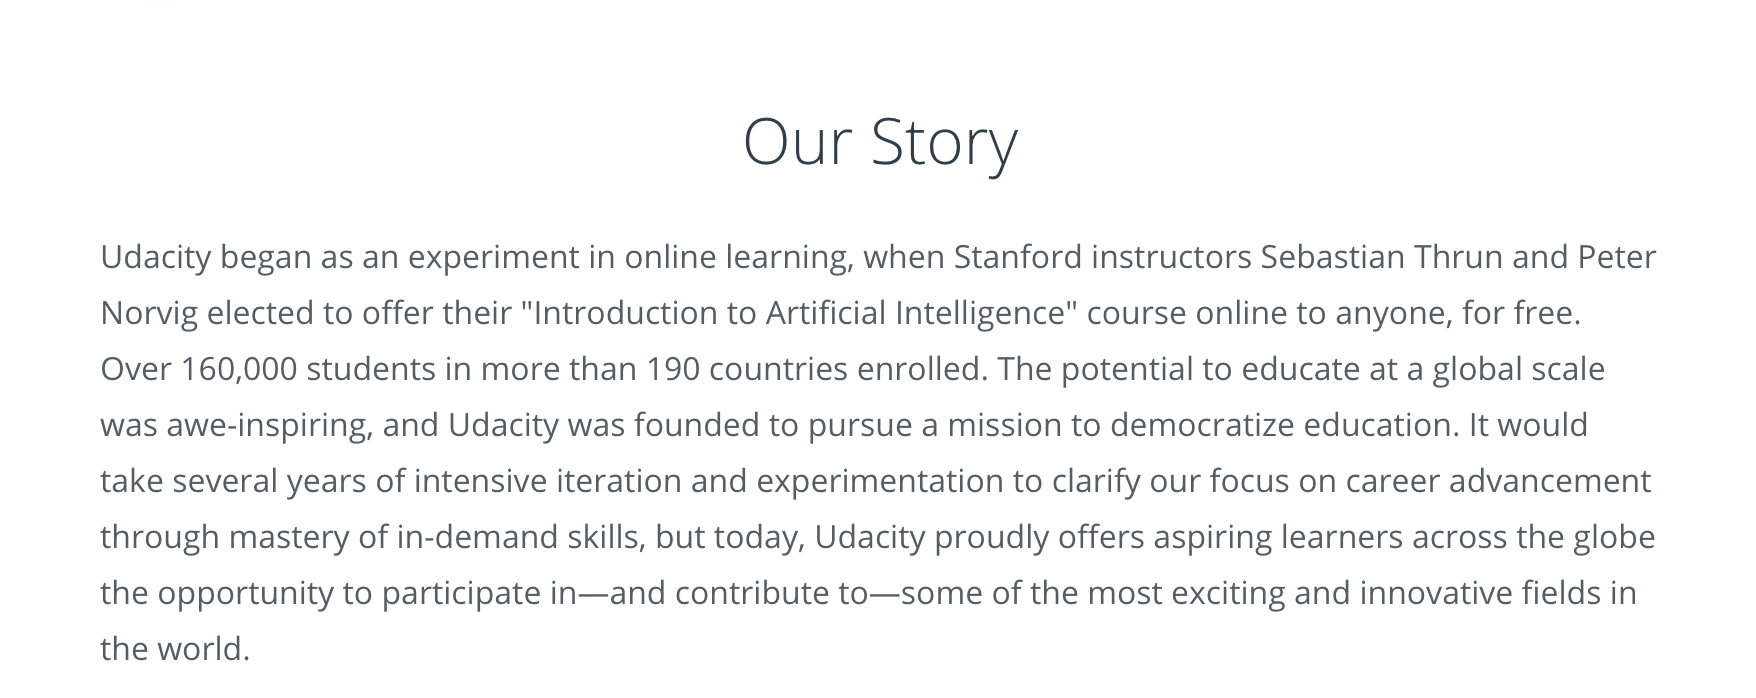 Our Story
Udacity began as an experiment in online learning, when Stanford instructors Sebastian Thrun and Peter
Norvig elected to offer their "Introduction to Artificial Intelligence" course online to anyone, for free.
Over 160,000 students in more than 190 countries enrolled. The potential to educate at a global scale
was awe-inspiring, and Udacity was founded to pursue a mission to democratize education. It would
take several years of intensive iteration and experimentation to clarify our focus on career advancement
through mastery of in-demand skills, but today, Udacity proudly offers aspiring learners across the globe
the opportunity to participate in—and contribute to—some of the most exciting and innovative fields in
the world.